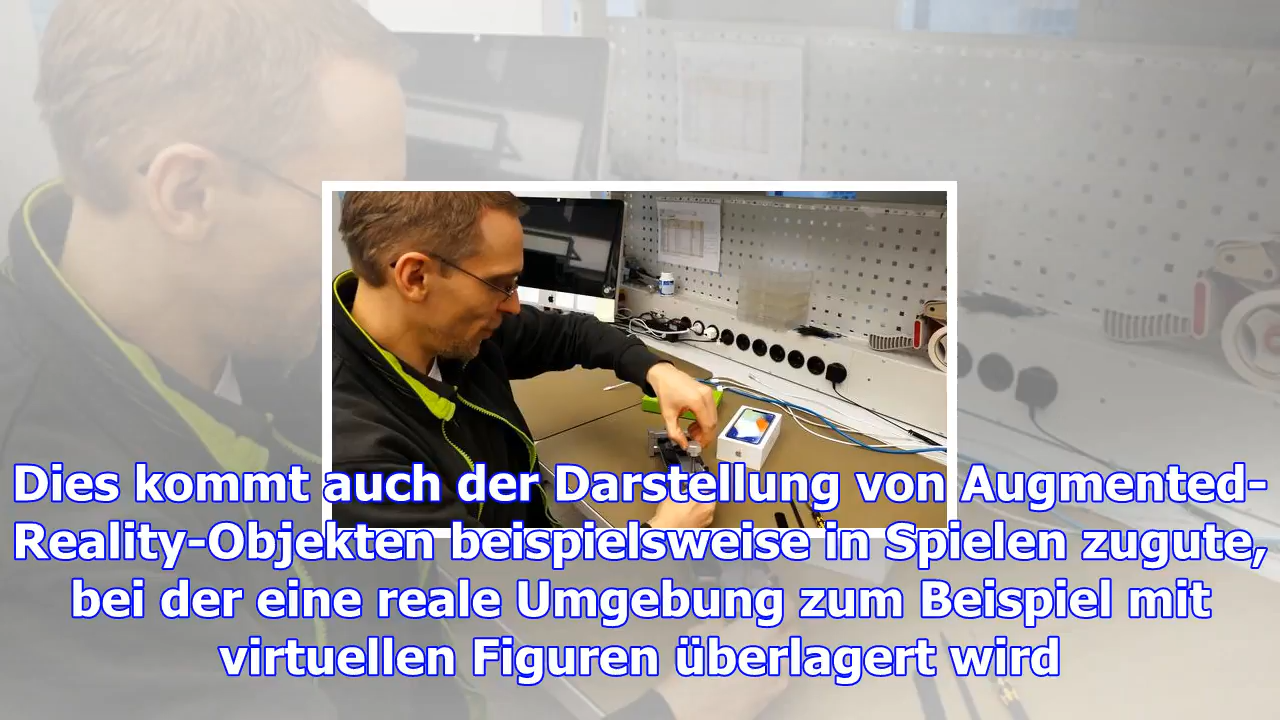 Dies kommt auch der Darstellung von Augmented-
Reality-Objekten beispielsweise in Spielen zugute,
bei der eine reale Umgebung zum Beispiel mit
virtuellen Figuren überlagert wird